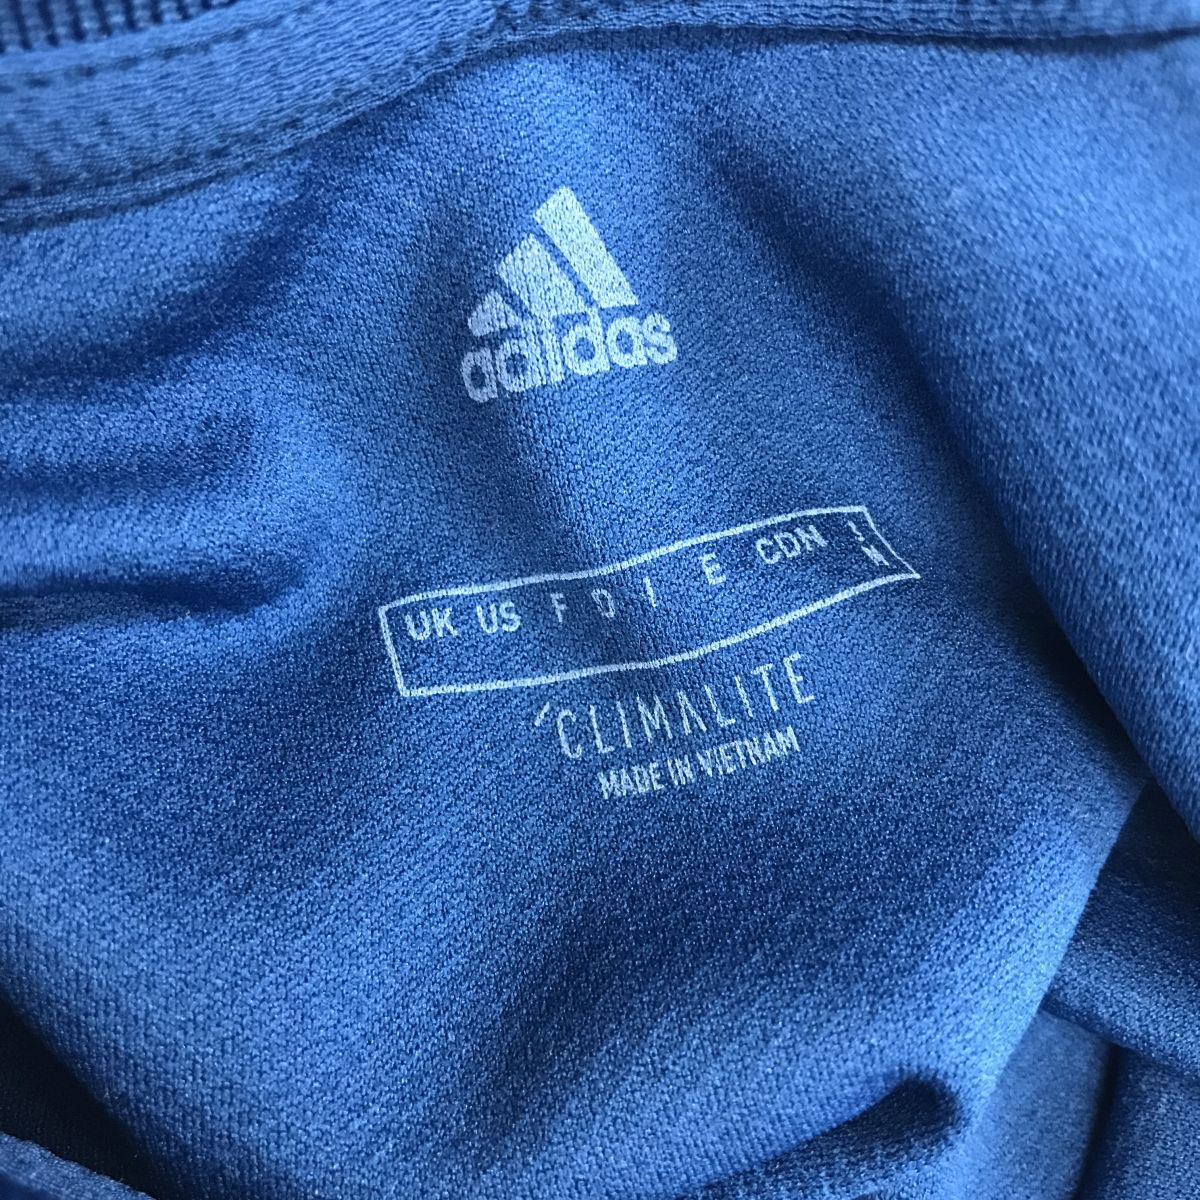 adidas
UK US F D I E CDN J
M
CLIMALITE
MADE IN VIETNAM